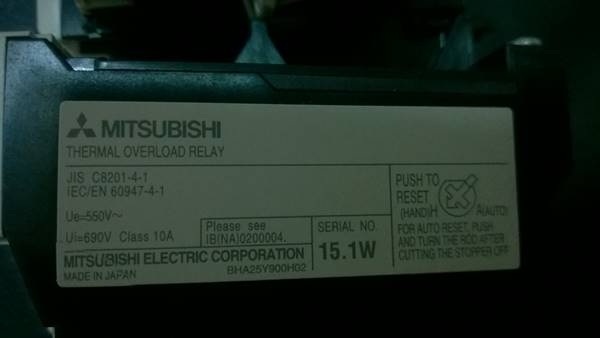 MITSUBISHI
THERMAL OVERLOAD RELAY
JIS C8201-4-1
IEC/EN 60947-4-1
Ue=550V~
Ui=690V Class 10A
Please see
IB(NA)0200004.
SERIAL NO.
15.1W
MITSUBISHI ELECTRIC CORPORATION
MADE IN JAPAN
BHA25Y900H02
PUSH TO
RESET
(HAND)H
A(AUTO)
FOR AUTO RESET, PUSH
AND TURN THE ROD AFTER
CUTTING THE STOPPER OFF